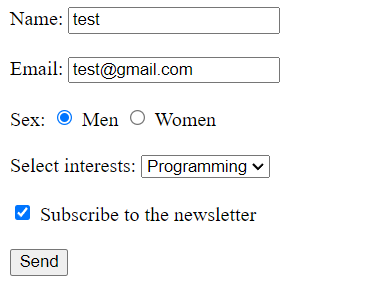 Name: test
Email: test@gmail.com
Sex: Men Women
Select interests: Programming
Subscribe to the newsletter
Send